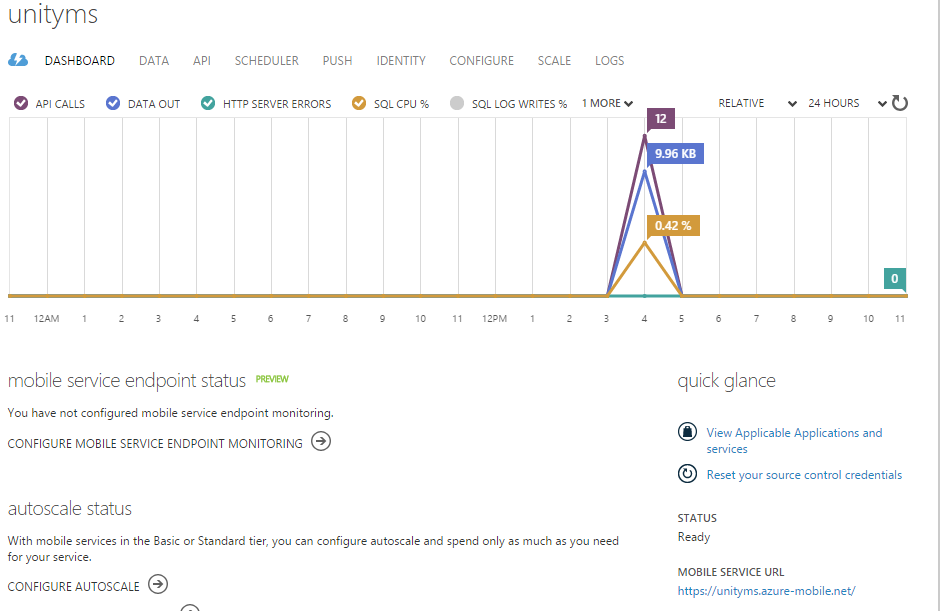 unityms
DASHBOARD DATA API SCHEDULER PUSH IDENTITY CONFIGURE SCALE LOGS
API CALLS DATA OUT HTTP SERVER ERRORS SQL CPU % SQL LOG WRITES % 1 MORE RELATIVE 24 HOURS
12
9.96 KB
0.42 %
0
11 12AM 1 2 3 4 5 6 7 8 9 10 11 12PM 1 2 3 4 5 6 7 8 9 10 11
mobile service endpoint status PREVIEW
You have not configured mobile service endpoint monitoring.
CONFIGURE MOBILE SERVICE ENDPOINT MONITORING
autoscale status
With mobile services in the Basic or Standard tier, you can configure autoscale and spend only as much as you need
for your service.
CONFIGURE AUTOSCALE
quick glance
View Applicable Applications and
services
Reset your source control credentials
STATUS
Ready
MOBILE SERVICE URL
https://unityms.azure-mobile.net/